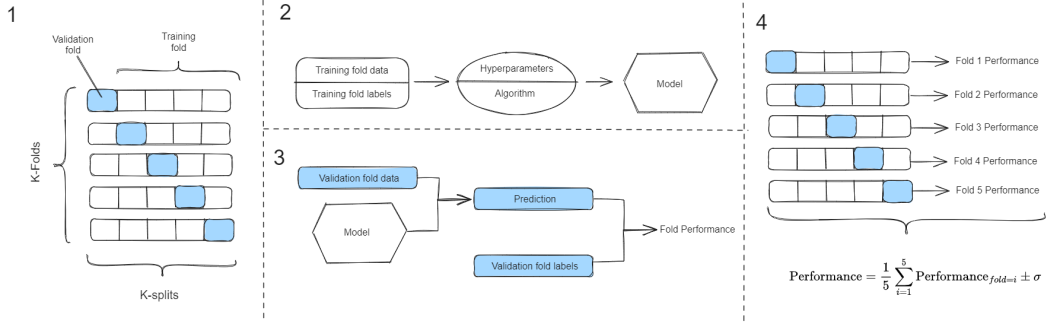 1
Validation
fold
Training
fold
K-Folds
K-splits
2
Training fold data
Training fold labels
Hyperparameters
Algorithm
Model
3
Validation fold data
Model
Prediction
Validation fold labels
Fold Performance
4
Fold 1 Performance
Fold 2 Performance
Fold 3 Performance
Fold 4 Performance
Fold 5 Performance
Performance = 1/5 ∑_{i=1}^{5} Performance_{fold=i} ± σ